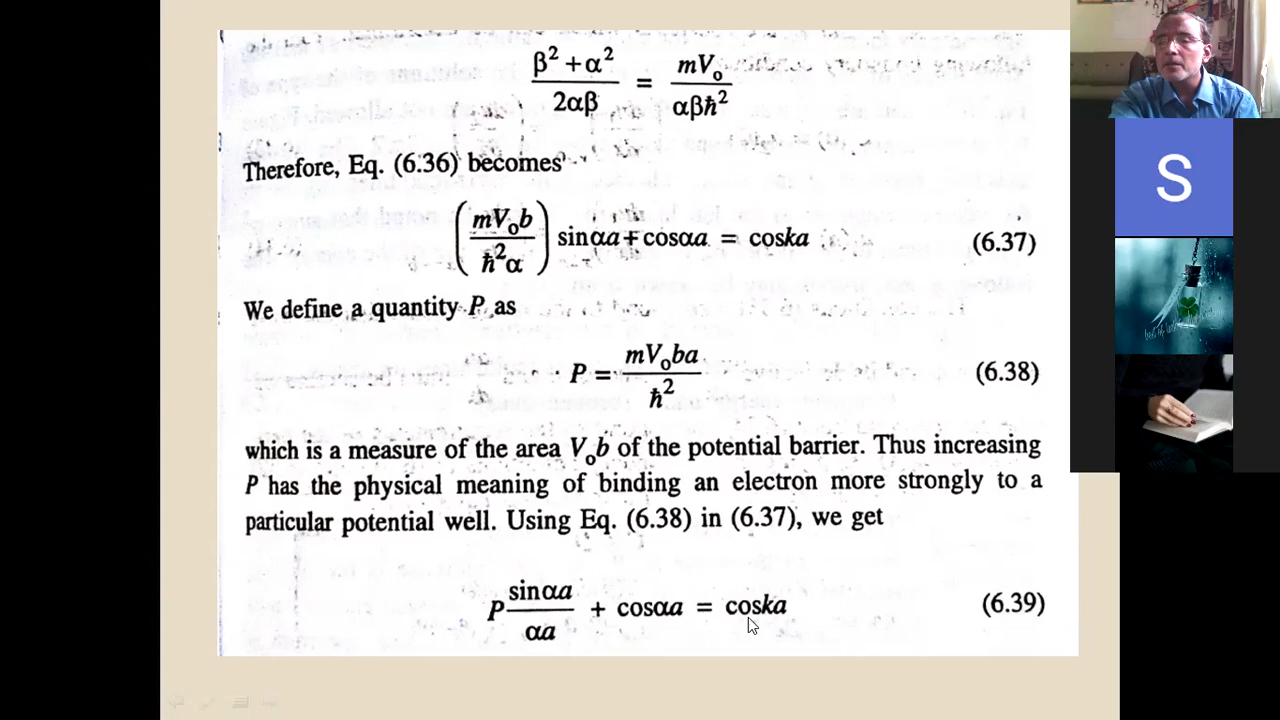 β² + α² / 2αβ = mV₀ / αβħ²
Therefore, Eq. (6.36) becomes
(mV₀b / ħ²α) sinαa + cosαa = coska (6.37)
We define a quantity P as
P = mV₀ba / ħ² (6.38)
which is a measure of the area V₀b of the potential barrier. Thus increasing
P has the physical meaning of binding an electron more strongly to a
particular potential well. Using Eq. (6.38) in (6.37), we get
P sinαa / αa + cosαa = coska (6.39)
S